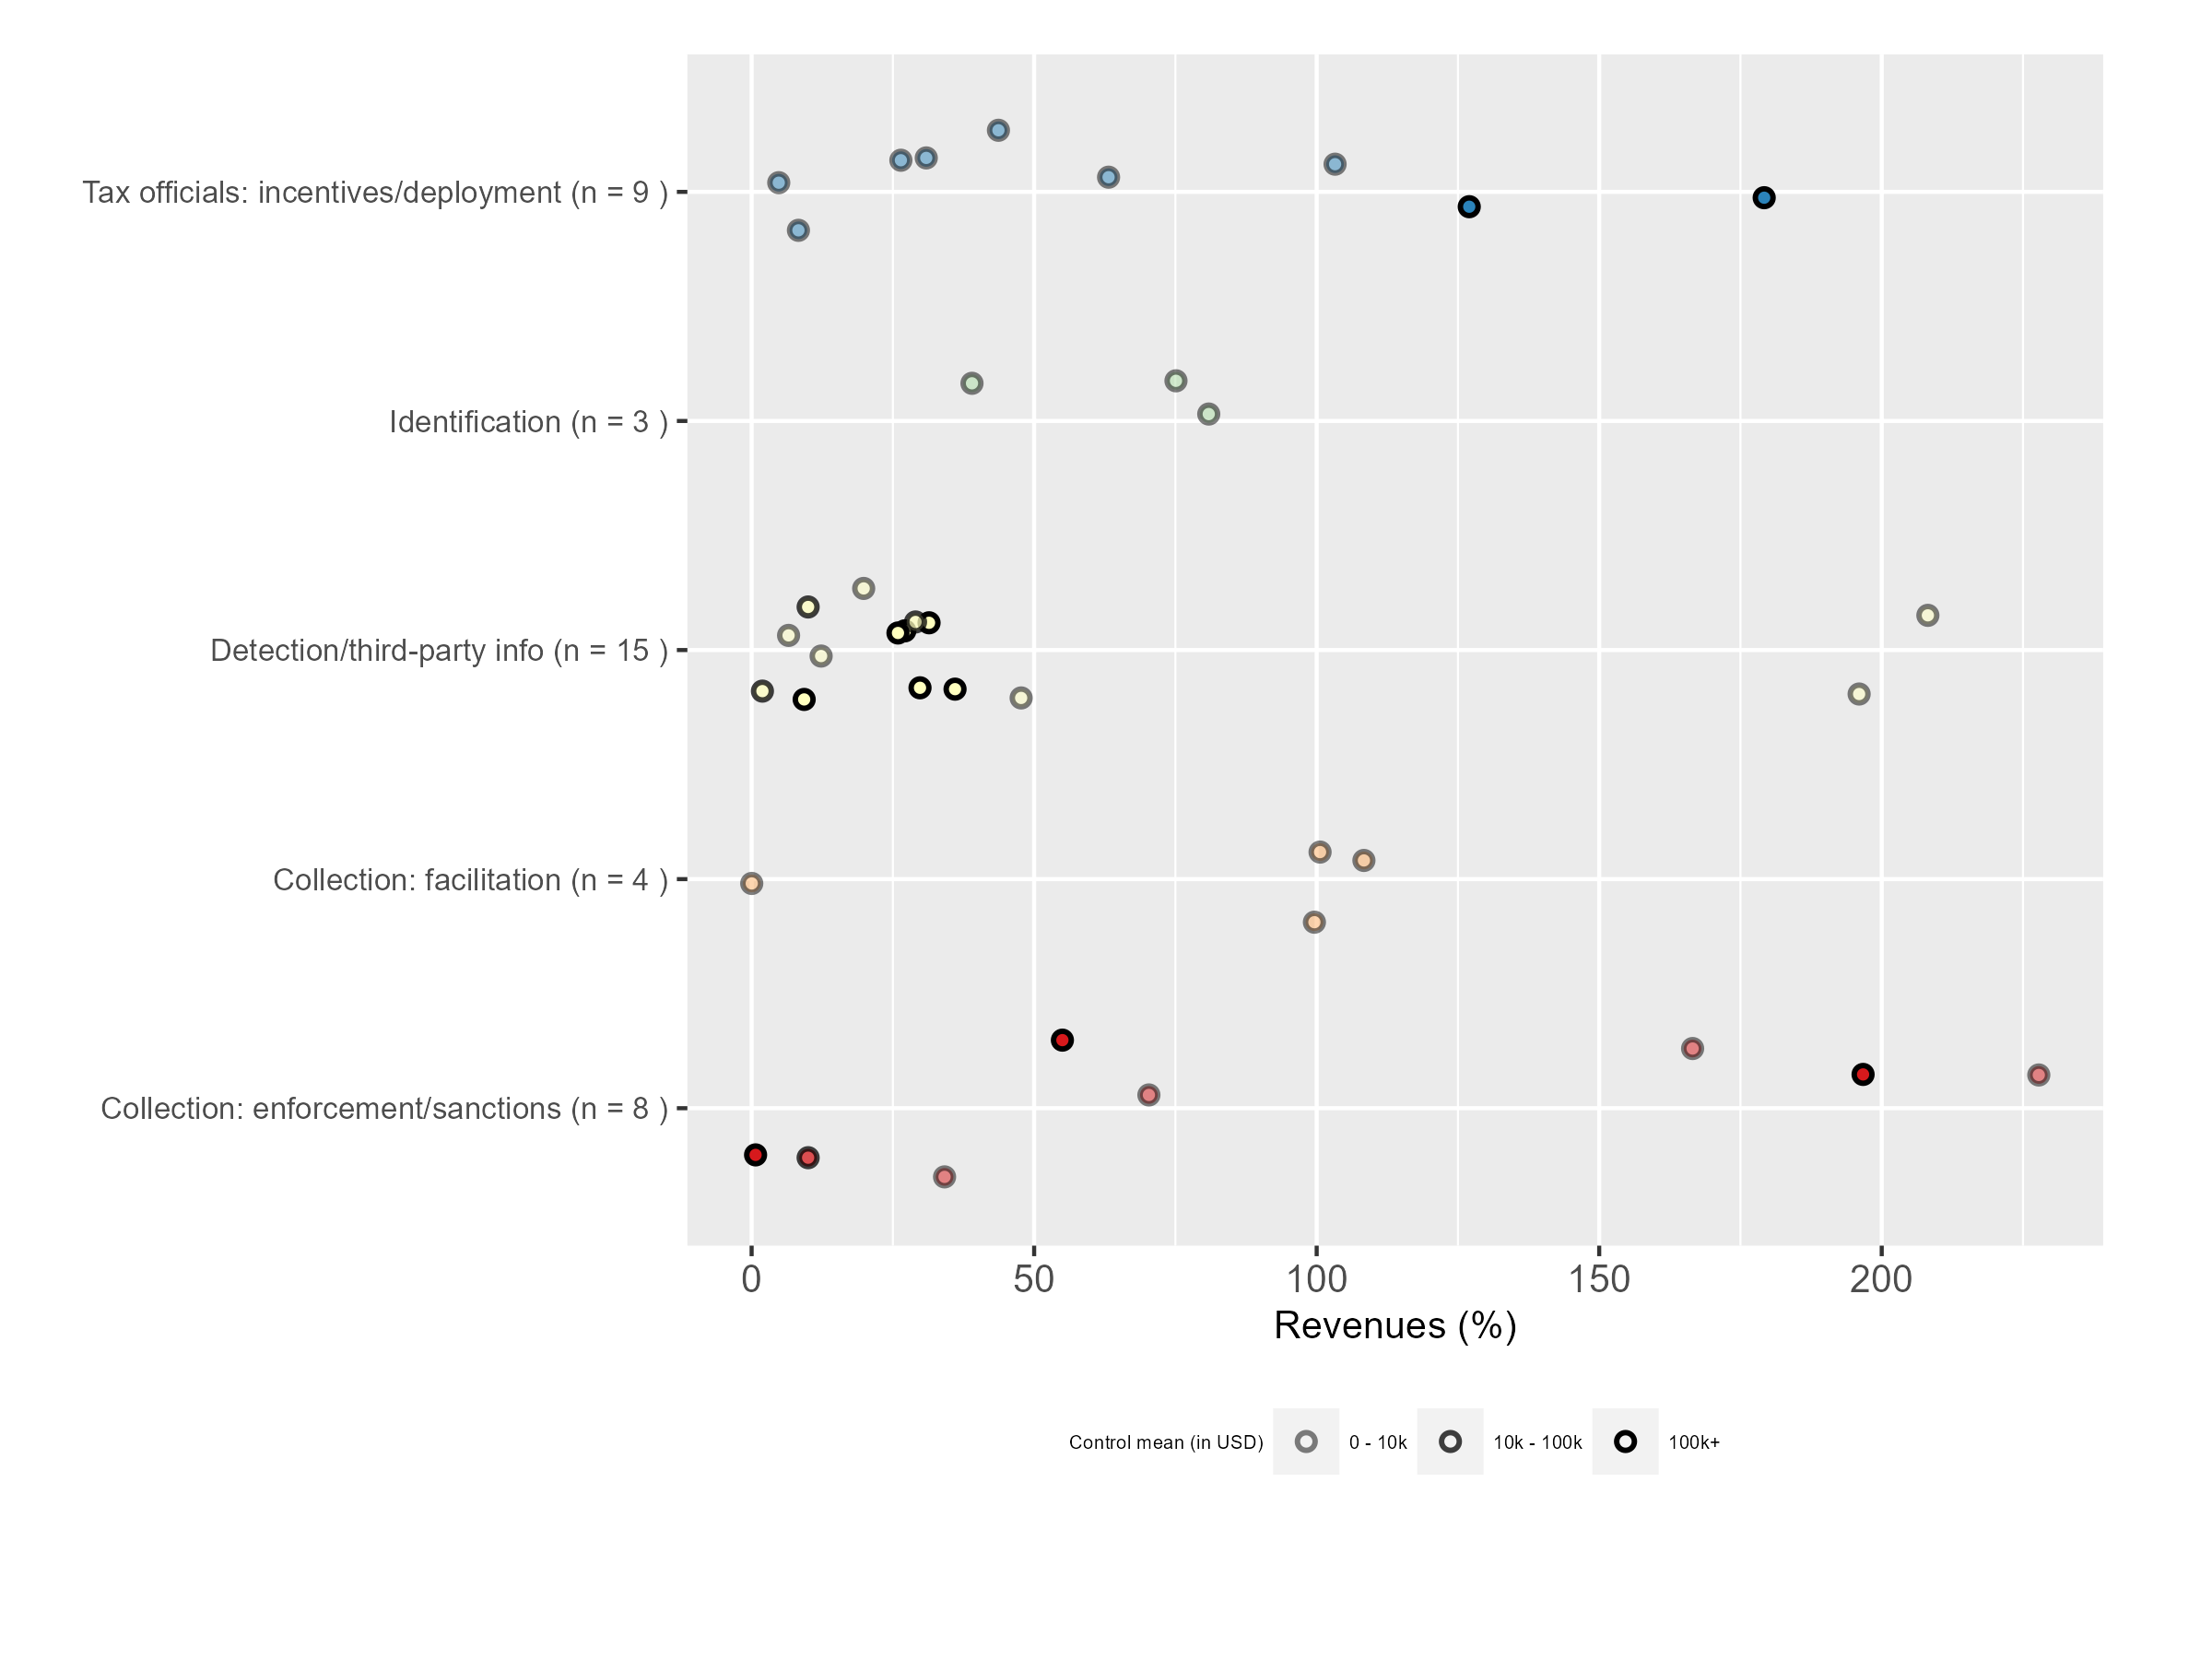 Tax officials: incentives/deployment (n = 9 )
Identification (n = 3 )
Detection/third-party info (n = 15 )
Collection: facilitation (n = 4 )
Collection: enforcement/sanctions (n = 8 )
0 50 100 150 200
Revenues (%)
Control mean (in USD) 0 - 10k 10k - 100k 100k+